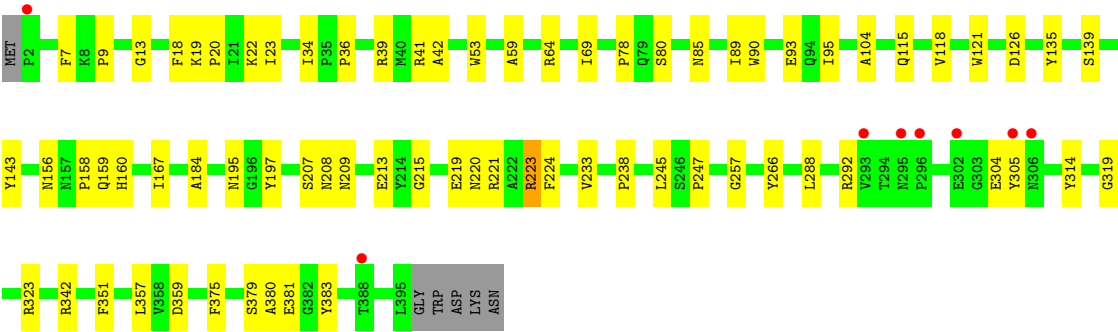 MET P2 F7 K8 P9 G13 F18 K19 P20 I21 K22 I23 I34 P35 P36 R39 M40 R41 A42 W53 A59 R64 I69 P78 Q79 S80 N85 I89 W90 E93 Q94 I95 A104 Q115 V118 W121 D126 Y135 S139
Y143 N156 N157 P158 Q159 H160 I167 A184 N195 G196 Y197 S207 N208 N209 E213 Y214 G215 E219 N220 R221 A222 R223 F224 V233 P238 L245 S246 P247 G257 Y266 L288 R292 V293 T294 N295 P296 E302 G303 E304 Y305 N306 Y314 G319
R323 R342 F351 L357 V358 D359 F375 S379 A380 E381 G382 Y383 T388 L395 GLY TRP ASP LYS ASN